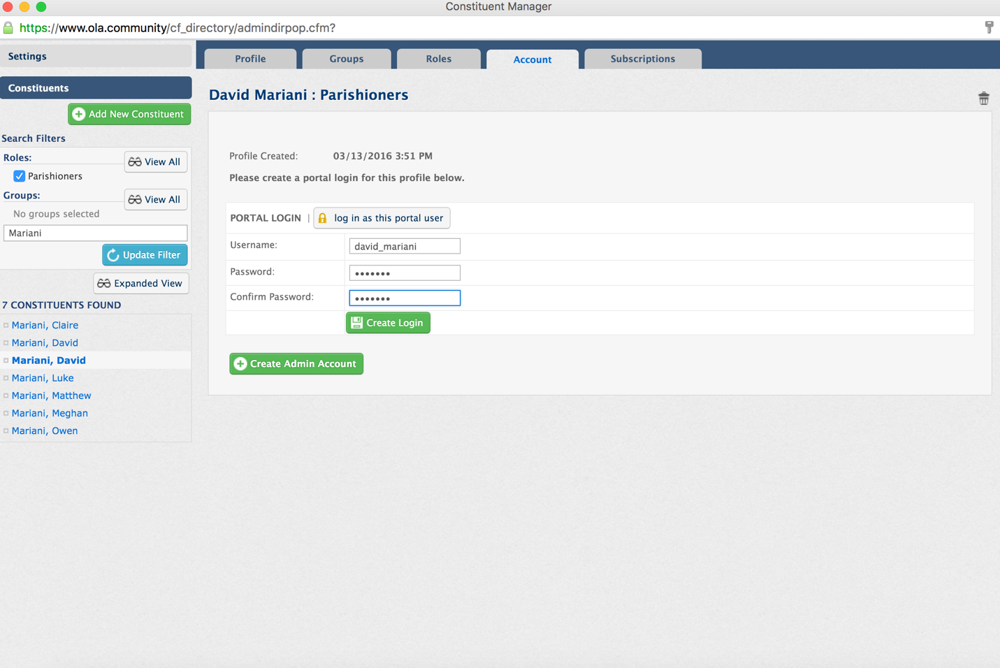 Constituent Manager
https://www.ola.community/cf_directory/admindirpop.cfm?
Settings
Profile
Groups
Roles
Account
Subscriptions
Constituents
Add New Constituent
Search Filters
Roles:
View All
Parishioners
Groups:
View All
No groups selected
Mariani
Update Filter
Expanded View
7 CONSTITUENTS FOUND
Mariani, Claire
Mariani, David
Mariani, David
Mariani, Luke
Mariani, Matthew
Mariani, Meghan
Mariani, Owen
David Mariani : Parishioners
Profile Created: 03/13/2016 3:51 PM
Please create a portal login for this profile below.
PORTAL LOGIN | log in as this portal user
Username: david_mariani
Password: •••••••
Confirm Password: •••••••
Create Login
Create Admin Account